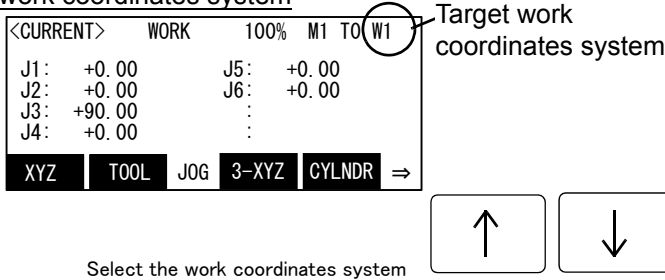 work coordinates system
<CURRENT> WORK 100% M1 T0 W1
Target work
coordinates system
J1: +0.00 J5: +0.00
J2: +0.00 J6: +0.00
J3: +90.00 :
J4: +0.00 :
XYZ TOOL JOG 3-XYZ CYLNDR ⇒
↑ ↓
Select the work coordinates system